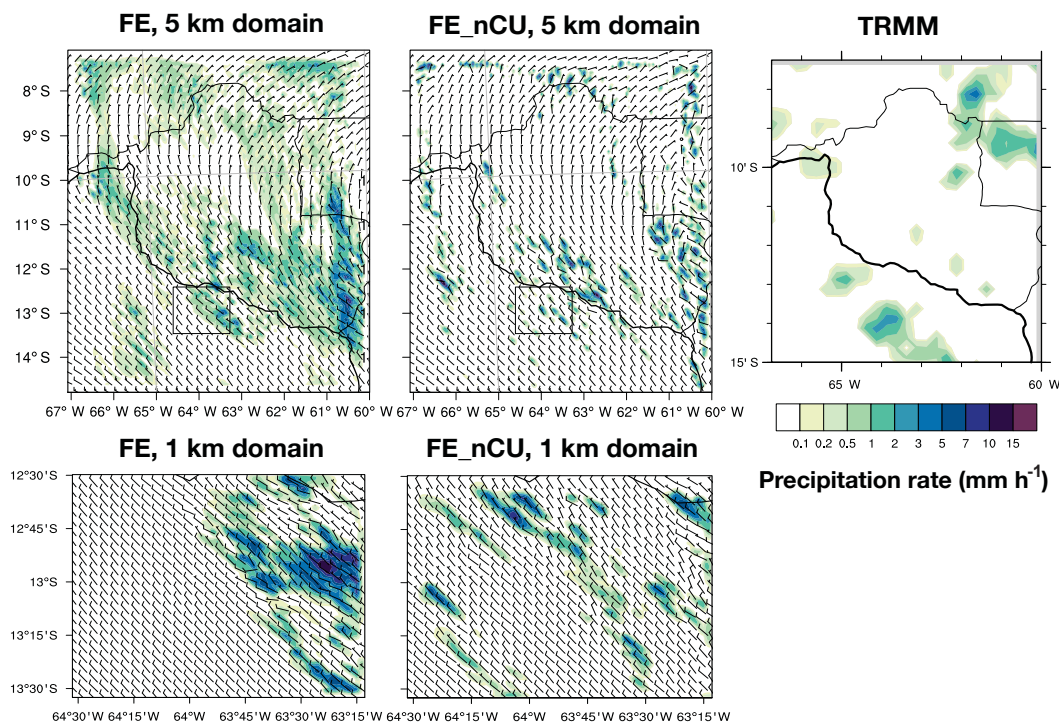 FE, 5 km domain
FE_nCU, 5 km domain
TRMM
8° S
9° S
10° S
11° S
12° S
13° S
14° S
67° W 66° W 65° W 64° W 63° W 62° W 61° W 60° W
67° W 66° W 65° W 64° W 63° W 62° W 61° W 60° W
10° S
15° S
65 W
60 W
0.1 0.2 0.5 1 2 3 5 7 10 15
Precipitation rate (mm h-1)
FE, 1 km domain
FE_nCU, 1 km domain
12°30'S
12°45'S
13°S
13°15'S
13°30'S
64°30'W 64°15'W 64°W 63°45'W 63°30'W 63°15'W
64°30'W 64°15'W 64°W 63°45'W 63°30'W 63°15'W